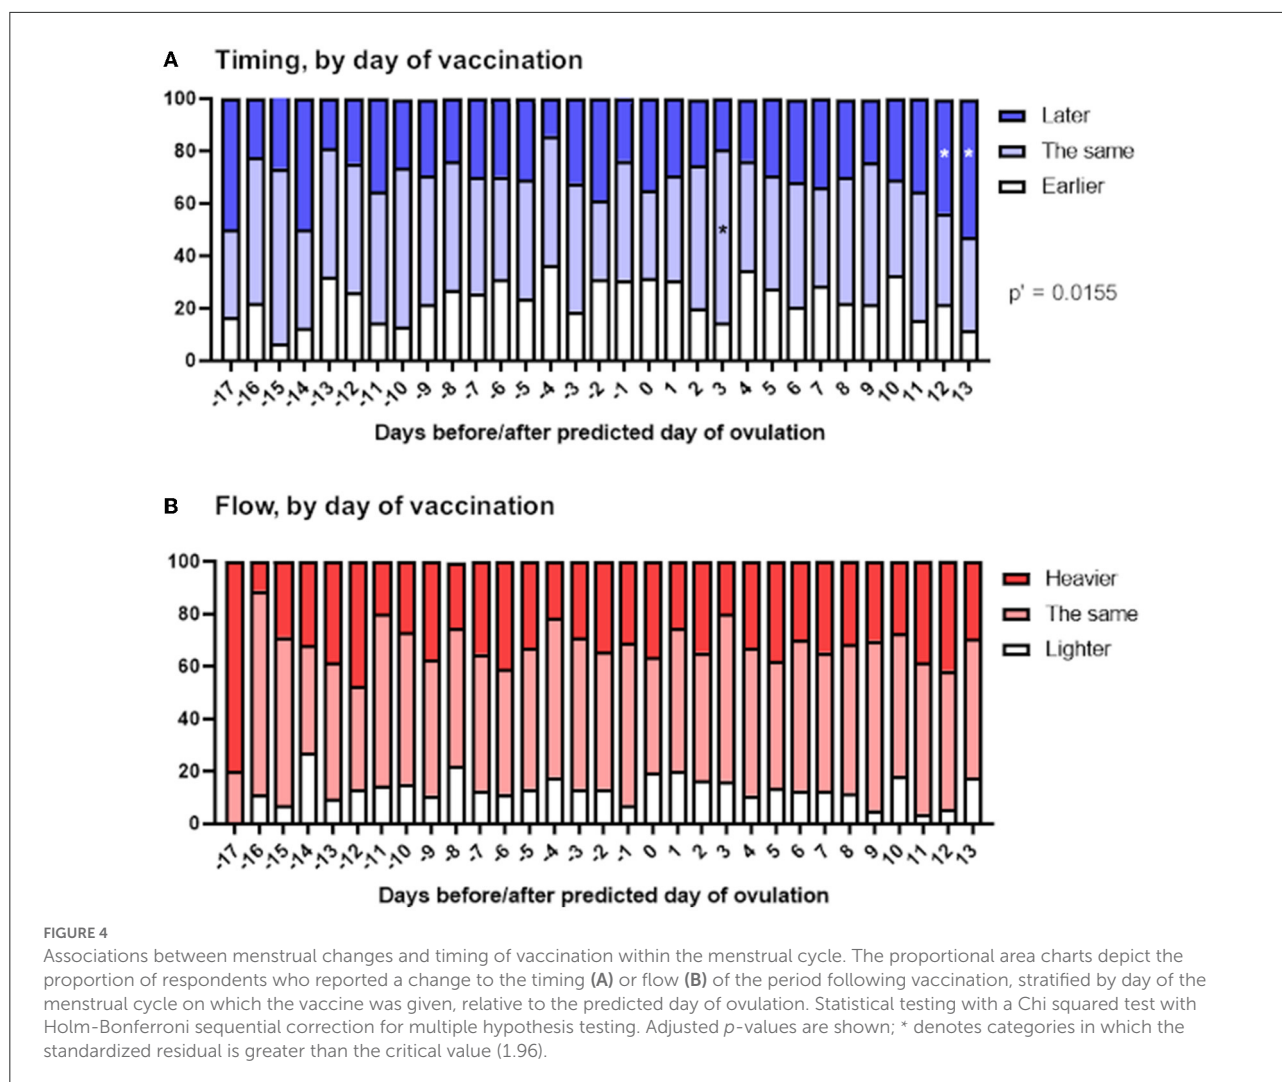 A Timing, by day of vaccination
100
80
60
40
20
0
* * *
Later
The same
Earlier
p' = 0.0155
-17 -16 -15 -14 -13 -12 -11 -10 -9 -8 -7 -6 -5 -4 -3 -2 -1 0 1 2 3 4 5 6 7 8 9 10 11 12 13
Days before/after predicted day of ovulation
B Flow, by day of vaccination
100
80
60
40
20
0
Heavier
The same
Lighter
-17 -16 -15 -14 -13 -12 -11 -10 -9 -8 -7 -6 -5 -4 -3 -2 -1 0 1 2 3 4 5 6 7 8 9 10 11 12 13
Days before/after predicted day of ovulation
FIGURE 4
Associations between menstrual changes and timing of vaccination within the menstrual cycle. The proportional area charts depict the
proportion of respondents who reported a change to the timing (A) or flow (B) of the period following vaccination, stratified by day of the
menstrual cycle on which the vaccine was given, relative to the predicted day of ovulation. Statistical testing with a Chi squared test with
Holm-Bonferroni sequential correction for multiple hypothesis testing. Adjusted p-values are shown; * denotes categories in which the
standardized residual is greater than the critical value (1.96).